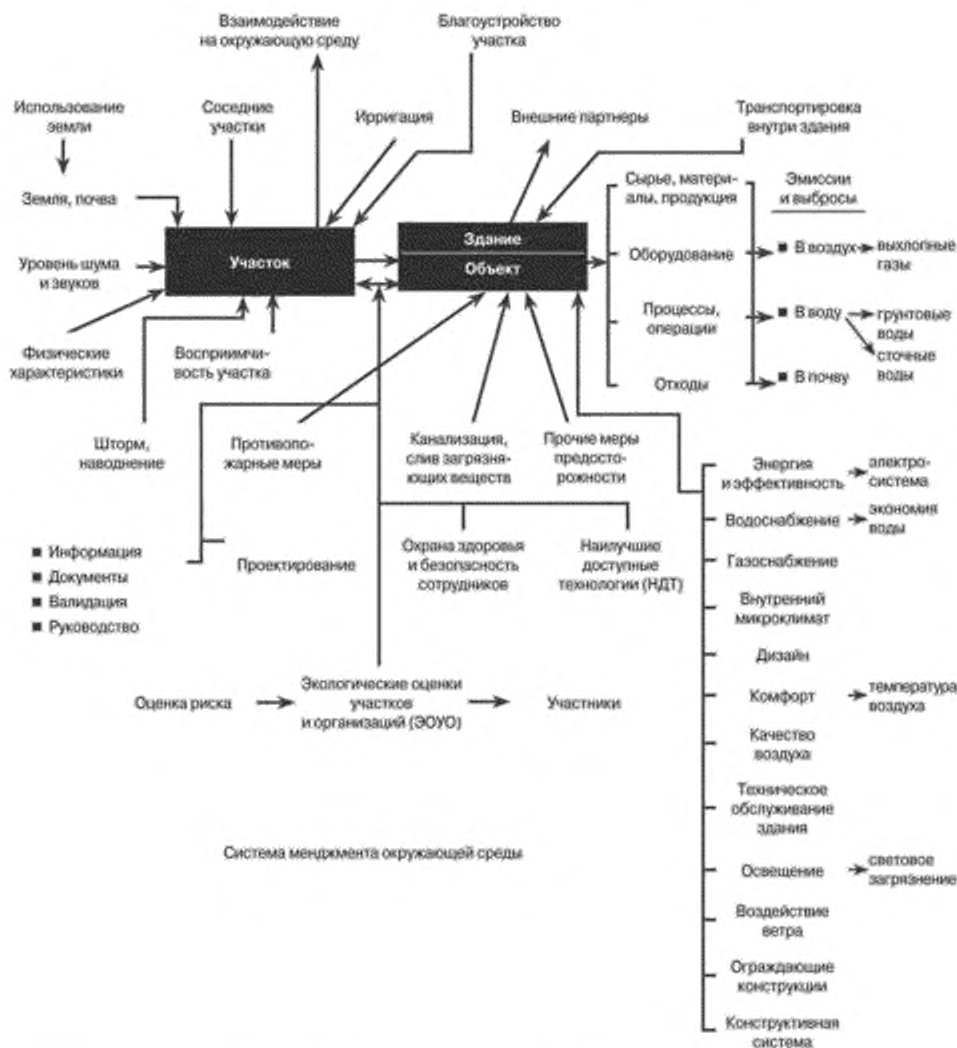 Взаимодействие
на окружающую среду
Благоустройство
участка
Использование
земли
Соседние
участки
Ирригация
Внешние партнеры
Транспортировка
внутри здания
Земля, почва
Сырье, матери-
алы, продукция
Эмиссии
и выбросы
Участок
Здание
Объект
Уровень шума
и звуков
Оборудование
■ В воздух
выхлопные
газы
Физические
характеристики
Восприимчи-
вость участка
Процессы,
операции
■ В воду
грунтовые
воды
сточные
воды
Отходы
■ В почву
Шторм,
наводнение
Противопо-
жарные меры
Канализация,
слив загрязня-
ющих веществ
Прочие меры
предосто-
рожности
Энергия
и эффективность
электро-
система
Водоснабжение
экономия
воды
■ Информация
■ Документы
■ Валидация
■ Руководство
Проектирование
Охрана здоровья
и безопасность
сотрудников
Наилучшие
доступные
технологии (НДТ)
Газоснабжение
Внутренний
микроклимат
Дизайн
Оценка риска
Экологические оценки
участков
и организаций (ЭОУО)
Участники
Комфорт
температура
воздуха
Качество
воздуха
Техническое
обслуживание
здания
Система менджмента окружающей среды
Освещение
световое
загрязнение
Воздействие
ветра
Ограждающие
конструкции
Конструктивная
система